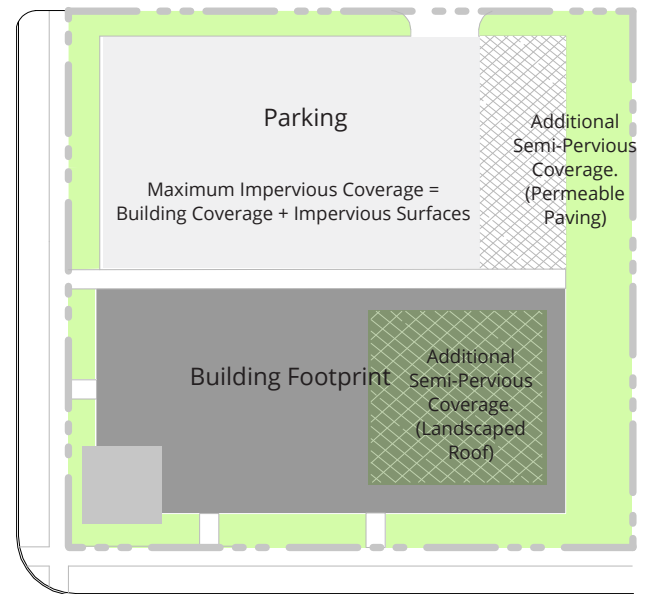 Parking
Maximum Impervious Coverage =
Building Coverage + Impervious Surfaces
Additional
Semi-Pervious
Coverage.
(Permeable
Paving)
Building Footprint
Additional
Semi-Pervious
Coverage.
(Landscaped
Roof)